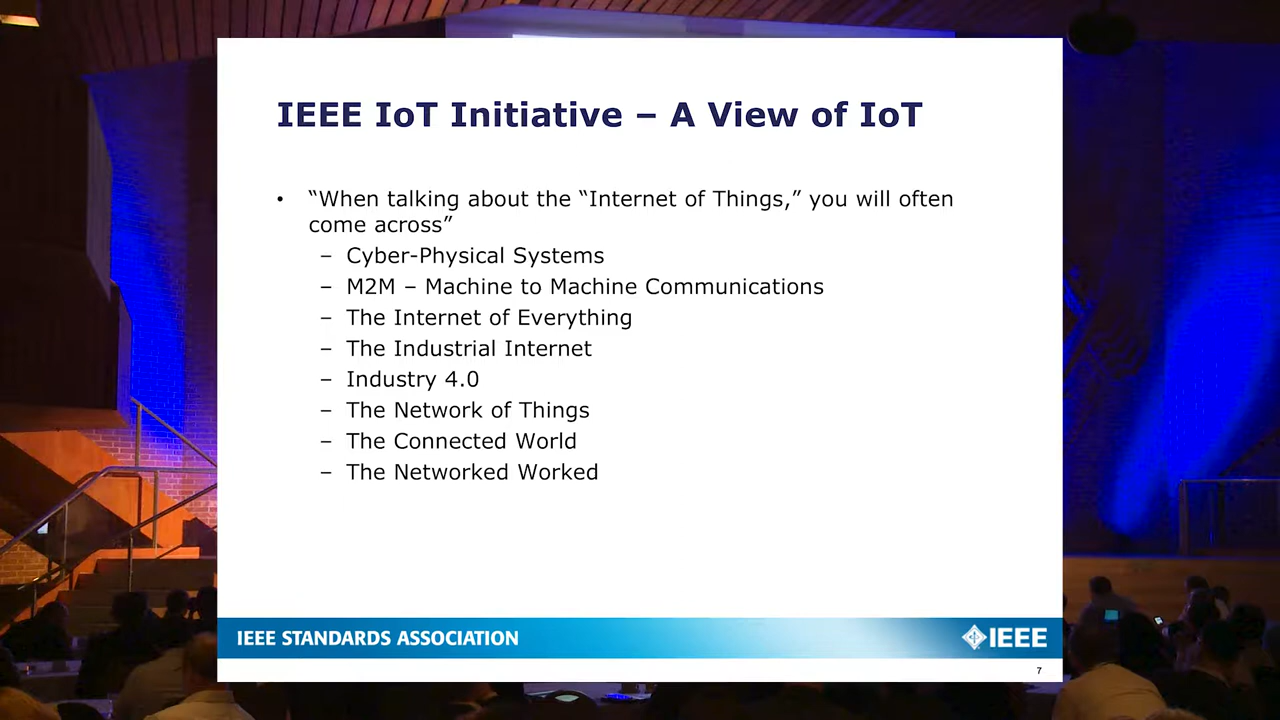 IEEE IoT Initiative – A View of IoT
• “When talking about the “Internet of Things,” you will often
come across”
– Cyber-Physical Systems
– M2M – Machine to Machine Communications
– The Internet of Everything
– The Industrial Internet
– Industry 4.0
– The Network of Things
– The Connected World
– The Networked Worked
IEEE STANDARDS ASSOCIATION
IEEE
7